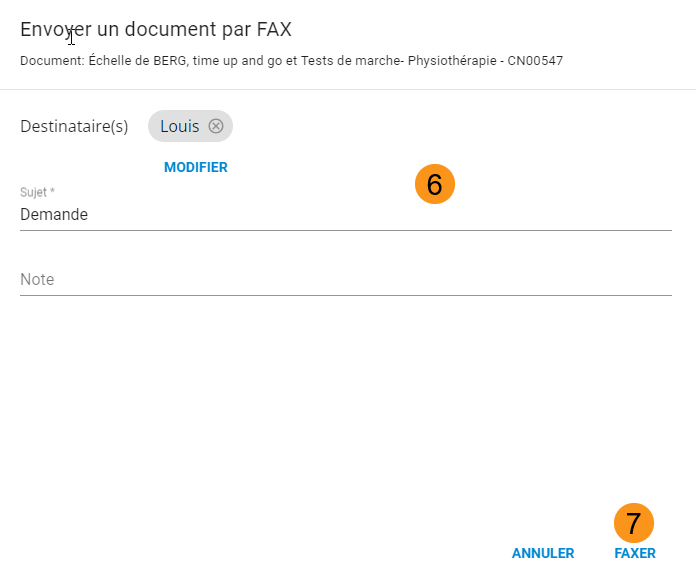 Envoyer un document par FAX
Document: Échelle de BERG, time up and go et Tests de marche- Physiothérapie - CN00547
Destinataire(s) Louis
MODIFIER
6
Sujet *
Demande
Note
7
ANNULER FAXER